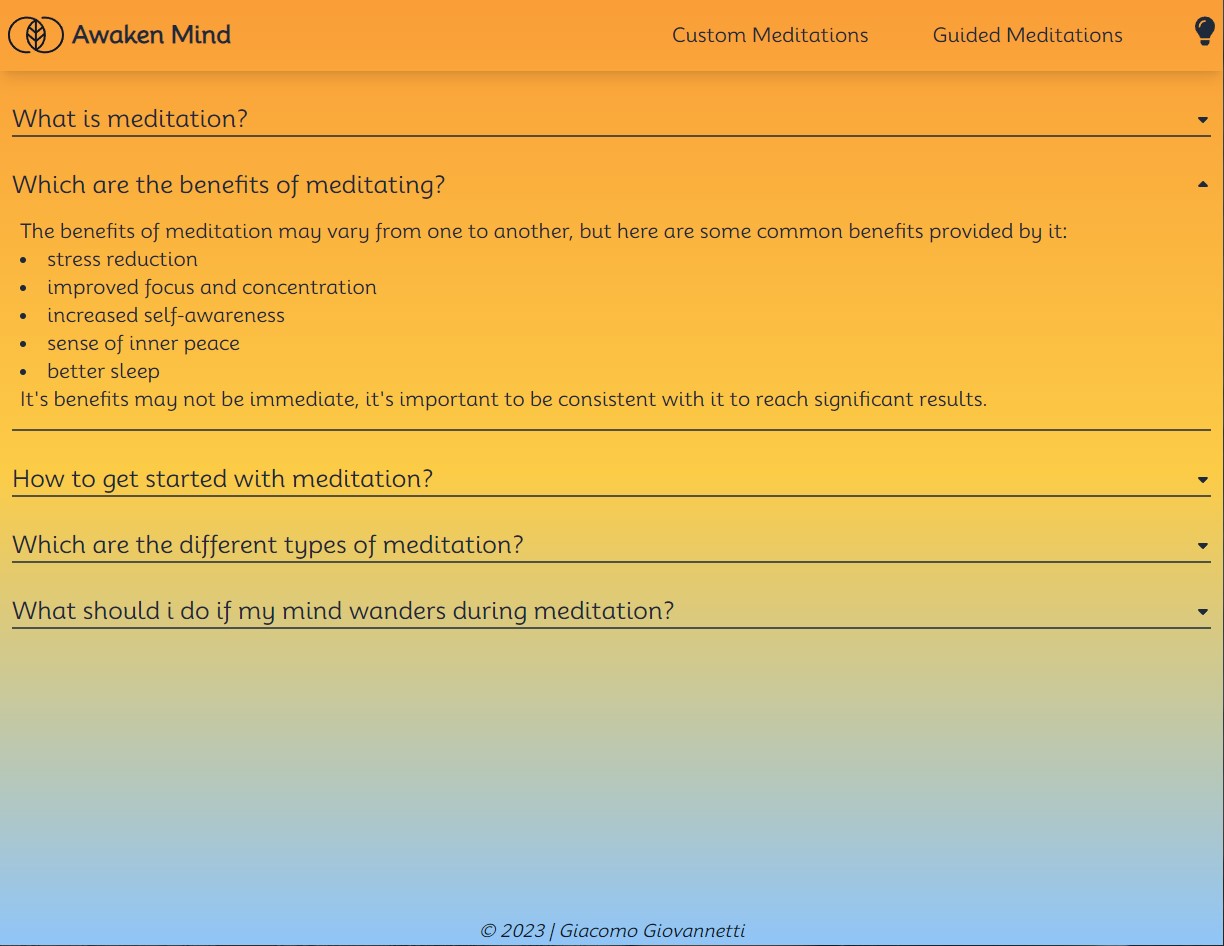 Awaken Mind
Custom Meditations
Guided Meditations
What is meditation?
Which are the benefits of meditating?
The benefits of meditation may vary from one to another, but here are some common benefits provided by it:
• stress reduction
• improved focus and concentration
• increased self-awareness
• sense of inner peace
• better sleep
It's benefits may not be immediate, it's important to be consistent with it to reach significant results.
How to get started with meditation?
Which are the different types of meditation?
What should i do if my mind wanders during meditation?
© 2023 | Giacomo Giovannetti